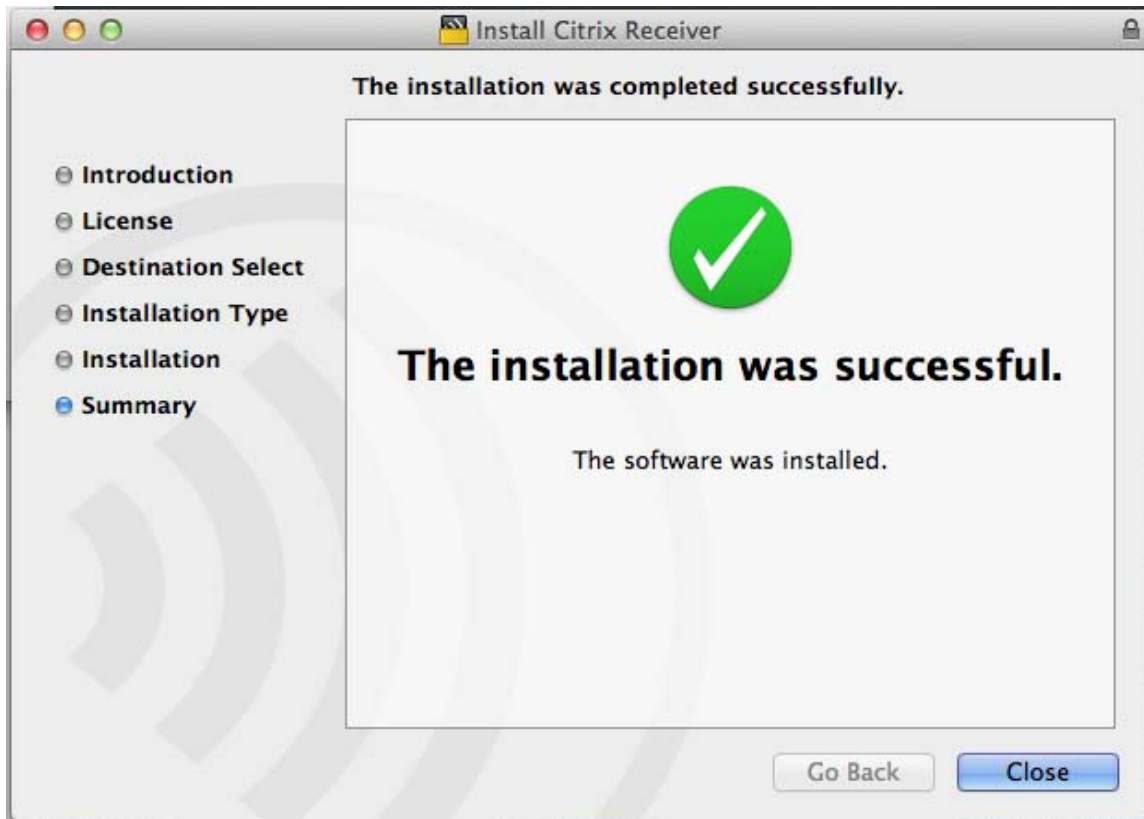 Install Citrix Receiver
The installation was completed successfully.
Introduction
License
Destination Select
Installation Type
Installation
Summary
The installation was successful.
The software was installed.
Go Back
Close